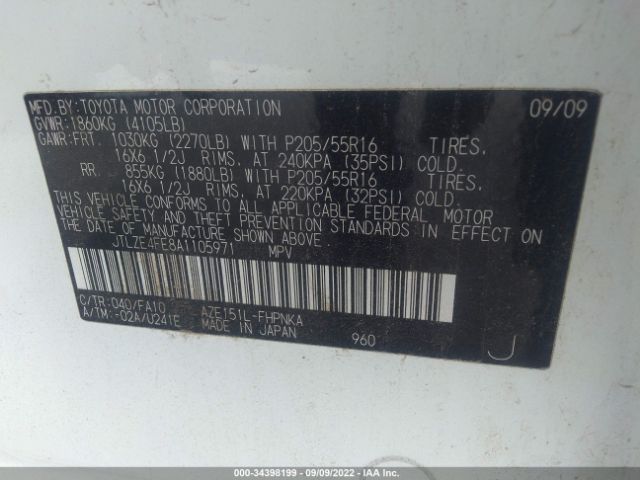 MFD.BY:TOYOTA MOTOR CORPORATION 09/09
GVWR:1860KG (4105LB)
GAWR:FRT. 1030KG (2270LB) WITH P205/55R16 TIRES,
16X6 1/2J RIMS, AT 240KPA (35PSI) COLD.
RR. 855KG (1880LB) WITH P205/55R16 TIRES,
16X6 1/2J RIMS, AT 220KPA (32PSI) COLD.
THIS VEHICLE CONFORMS TO ALL APPLICABLE FEDERAL MOTOR
VEHICLE SAFETY AND THEFT PREVENTION STANDARDS IN EFFECT ON
THE DATE OF MANUFACTURE SHOWN ABOVE.
JTLZE4FE8A1105971 MPV
C/TR:040/FA10 AZE151L-FHPNKA
A/TM:-02A/U241E MADE IN JAPAN 960 J
000-34398199 - 09/09/2022 - IAAI.com